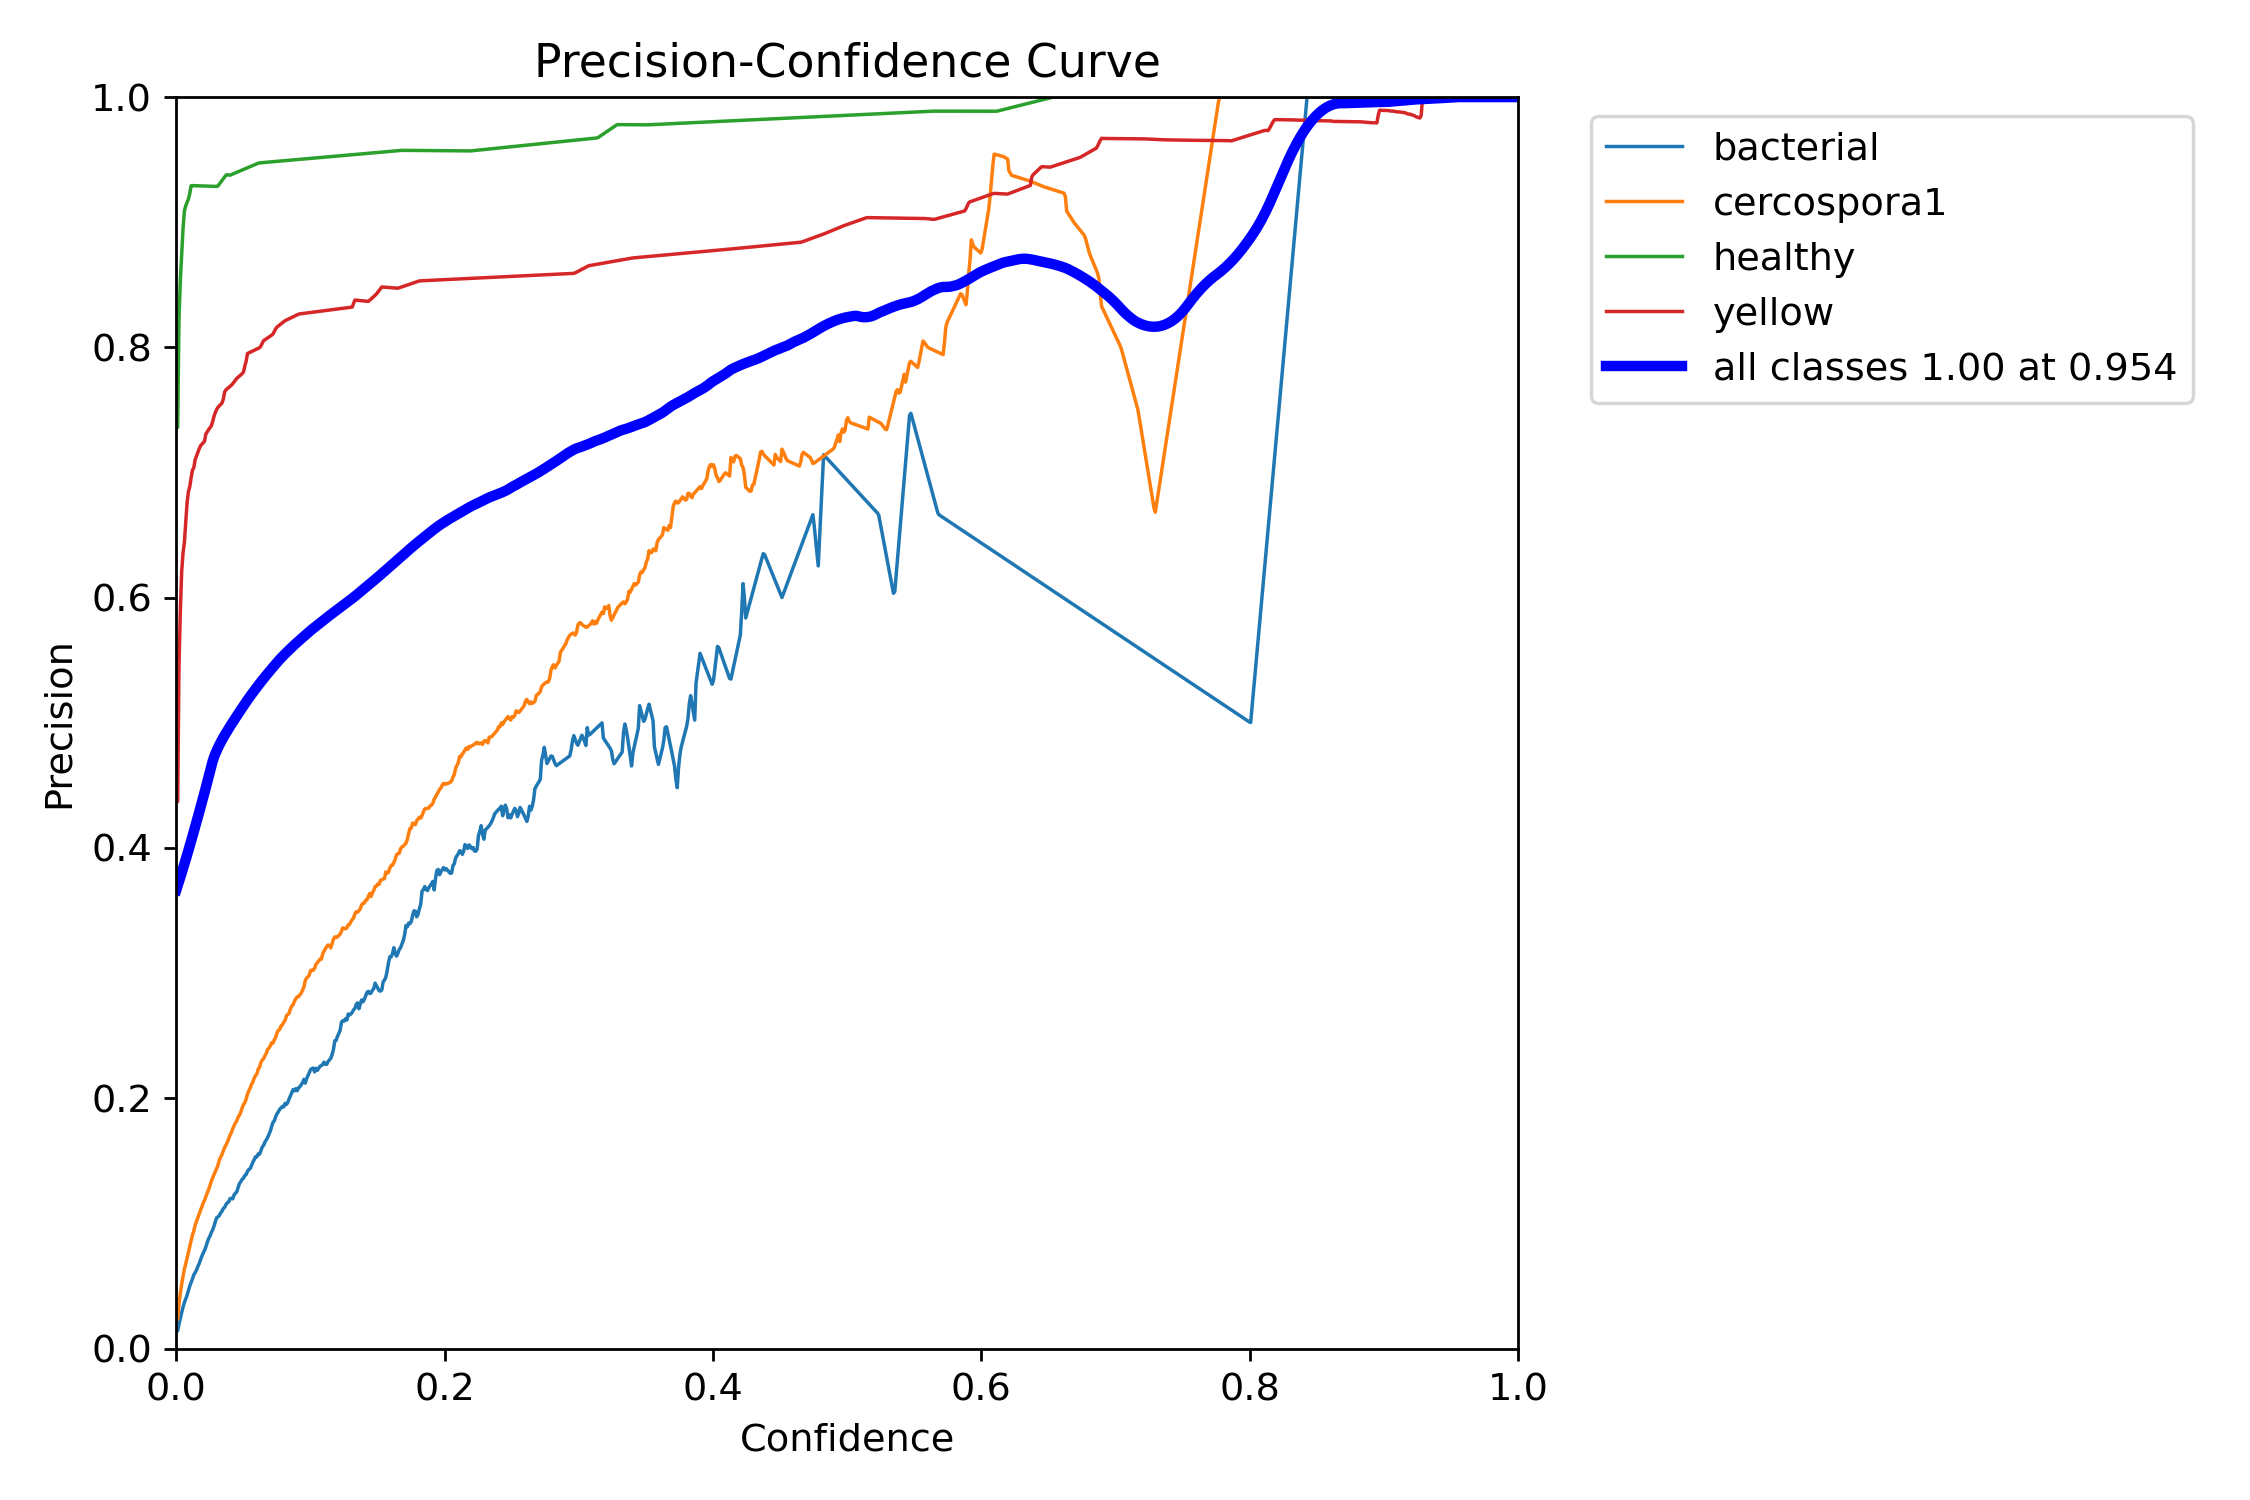 Precision-Confidence Curve
1.0
0.8
0.6
0.4
0.2
0.0
Precision
0.0 0.2 0.4 0.6 0.8 1.0
Confidence
bacterial
cercospora1
healthy
yellow
all classes 1.00 at 0.954